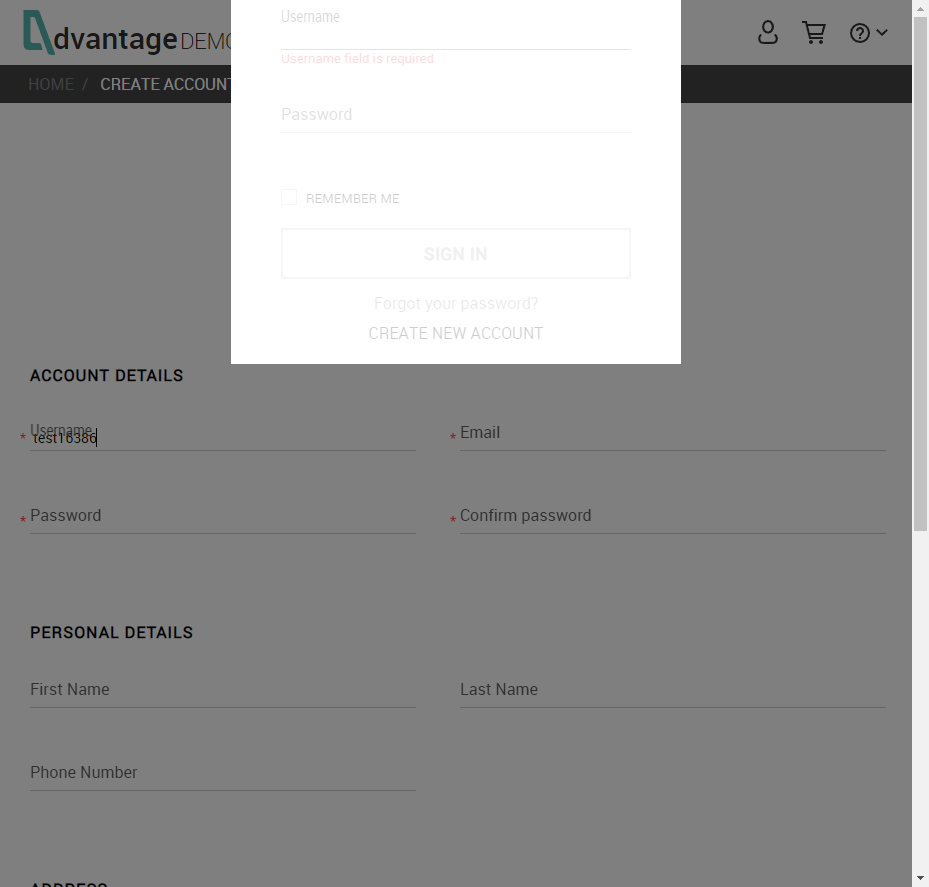 Username
dvantage DEMO
Username field is required
HOME / CREATE ACCOUNT
Password
REMEMBER ME
SIGN IN
Forgot your password?
CREATE NEW ACCOUNT
ACCOUNT DETAILS
Username
* test16386
* Email
* Password
* Confirm password
PERSONAL DETAILS
First Name
Last Name
Phone Number
ADDRESS